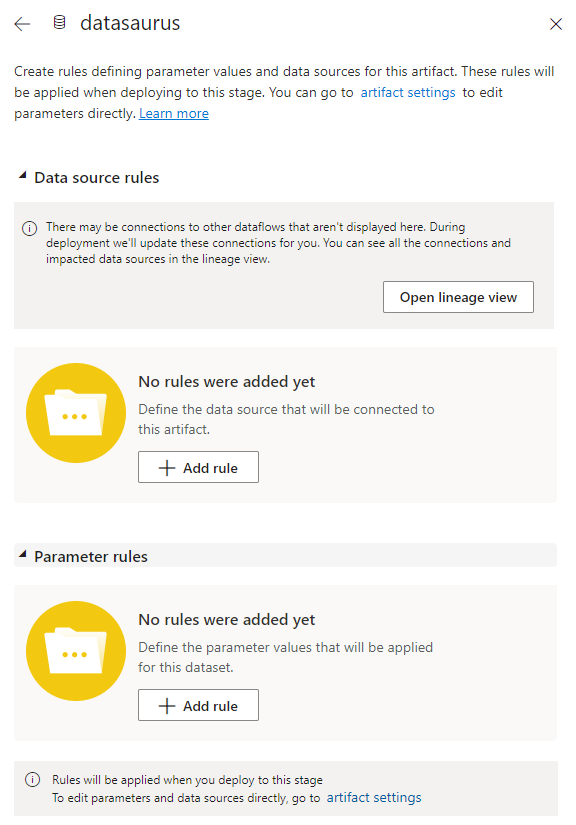 datasaurus
Create rules defining parameter values and data sources for this artifact. These rules will
be applied when deploying to this stage. You can go to artifact settings to edit
parameters directly. Learn more
Data source rules
There may be connections to other dataflows that aren't displayed here. During
deployment we'll update these connections for you. You can see all the connections and
impacted data sources in the lineage view.
Open lineage view
No rules were added yet
Define the data source that will be connected to
this artifact.
Add rule
Parameter rules
No rules were added yet
Define the parameter values that will be applied
for this dataset.
Add rule
Rules will be applied when you deploy to this stage
To edit parameters and data sources directly, go to artifact settings